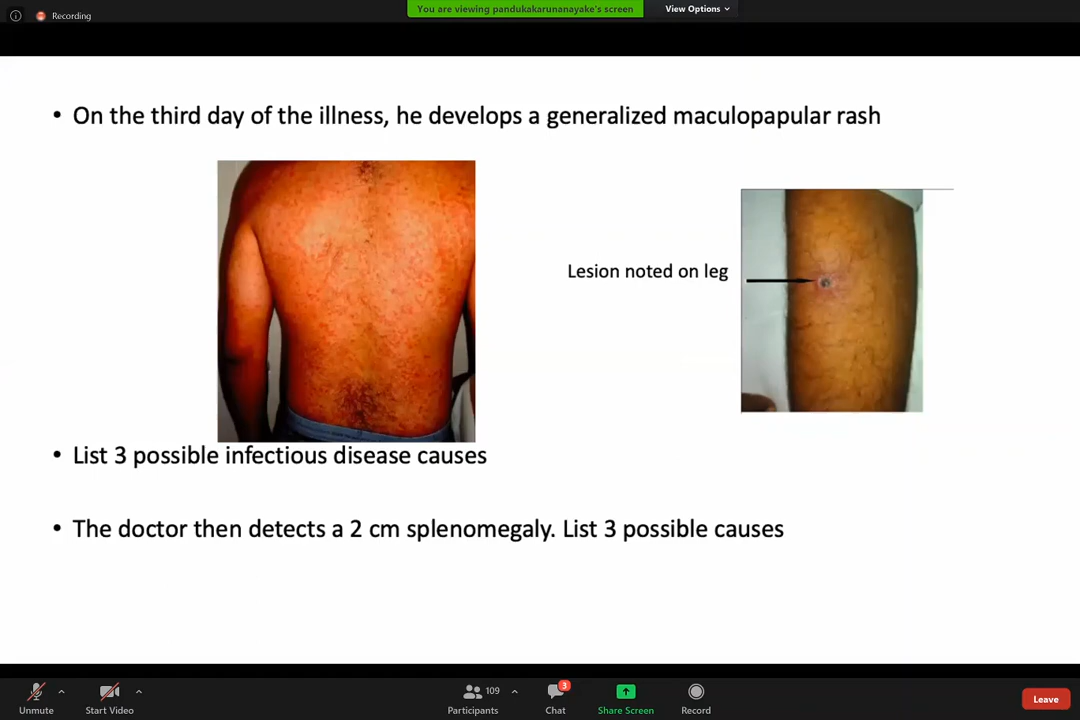 Recording
You are viewing pandukakarunanayake's screen
View Options
• On the third day of the illness, he develops a generalized maculopapular rash
Lesion noted on leg
• List 3 possible infectious disease causes
• The doctor then detects a 2 cm splenomegaly. List 3 possible causes
Unmute
Start Video
109
Participants
3
Chat
Share Screen
Record
Leave